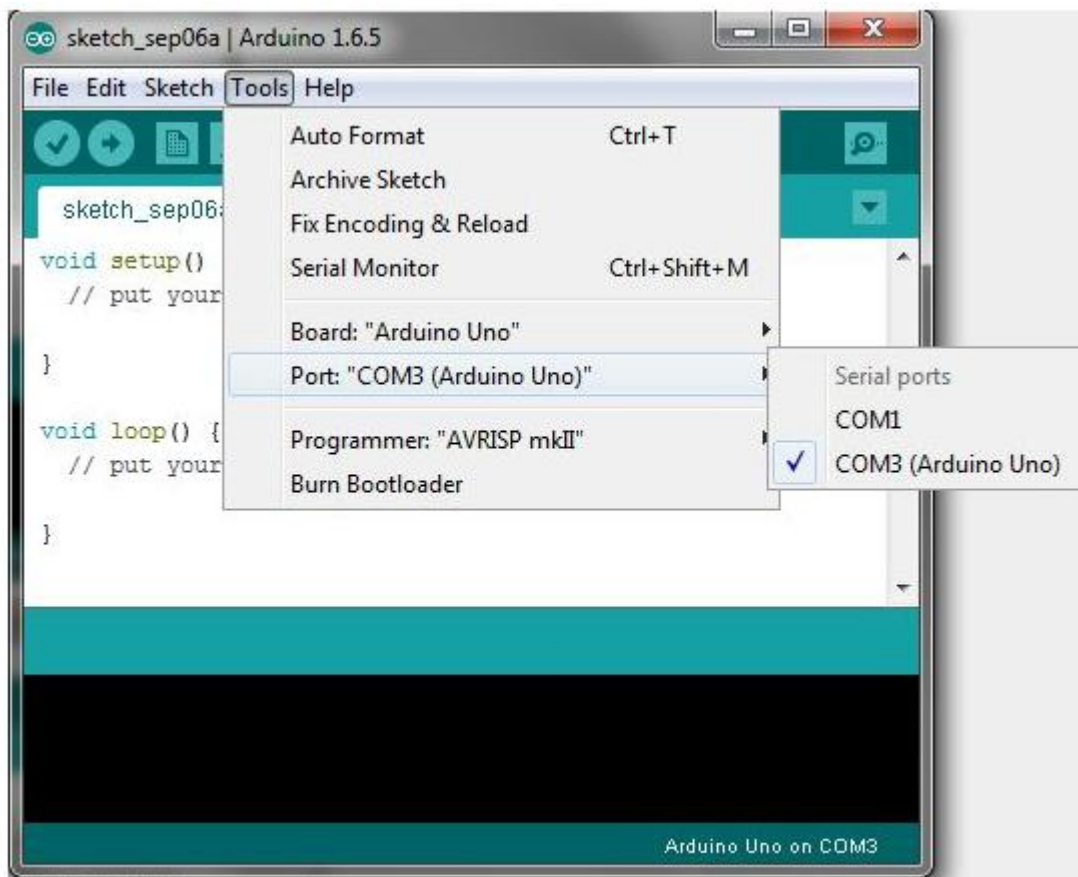 sketch_sep06a | Arduino 1.6.5
File Edit Sketch Tools Help
sketch_sep06a
void setup()
// put your
}
void loop() {
// put your
}
Auto Format Ctrl+T
Archive Sketch
Fix Encoding & Reload
Serial Monitor Ctrl+Shift+M
Board: "Arduino Uno"
Port: "COM3 (Arduino Uno)"
Programmer: "AVRISP mkII"
Burn Bootloader
Serial ports
COM1
COM3 (Arduino Uno)
Arduino Uno on COM3